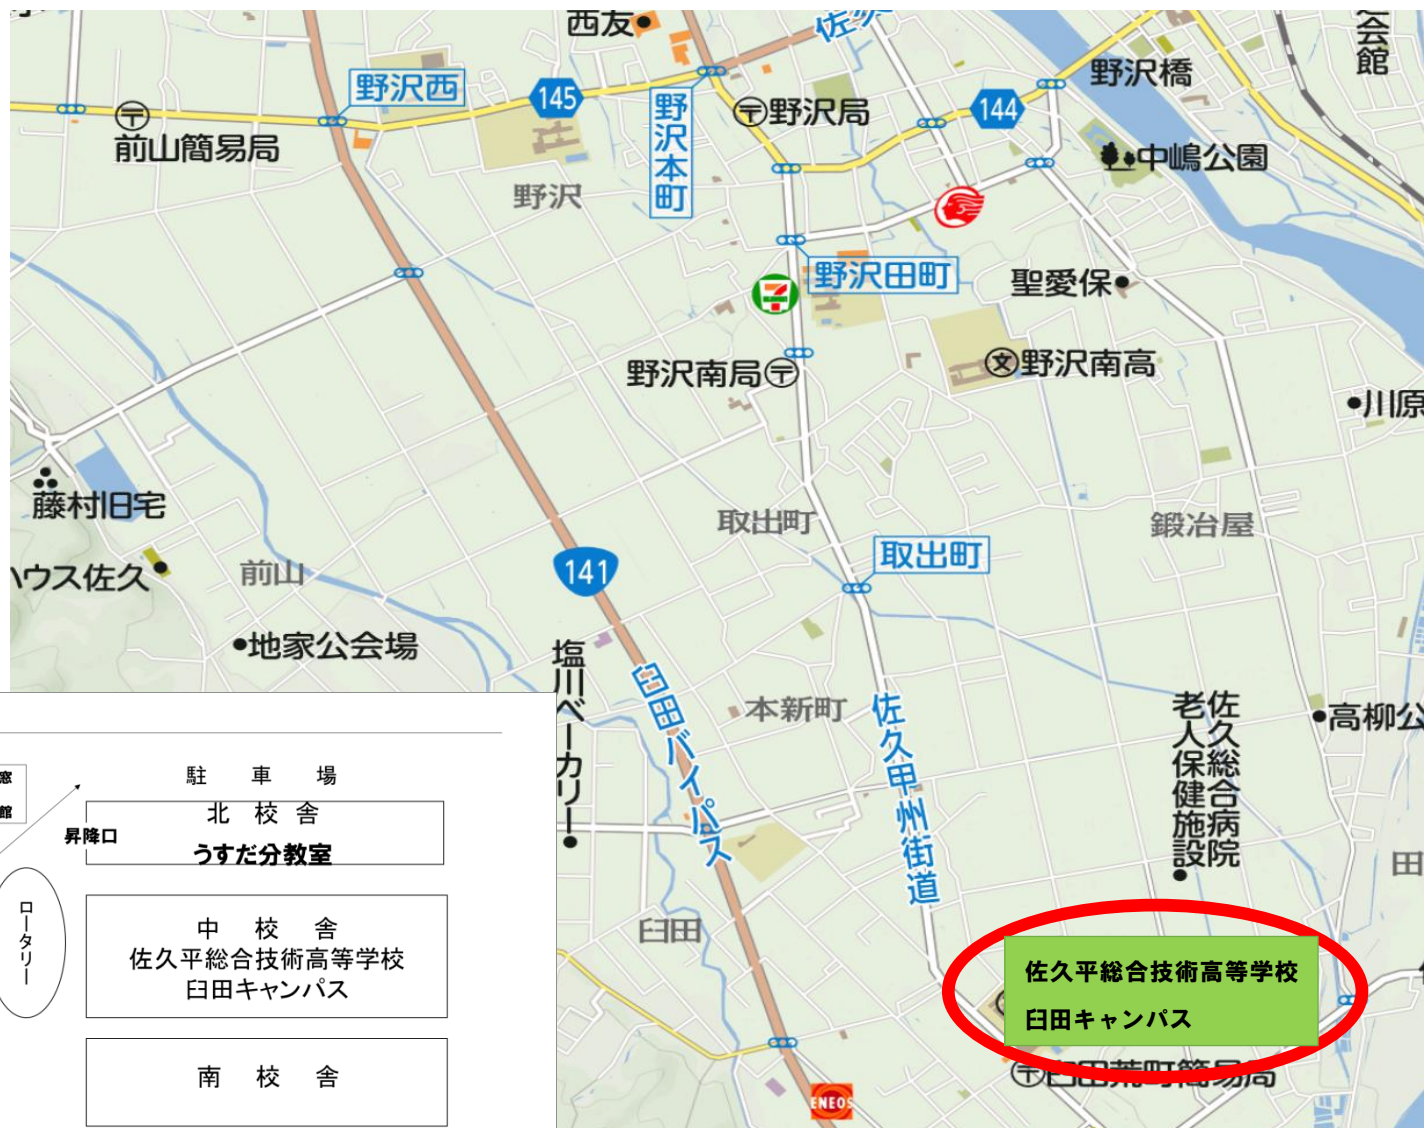 西友
野沢橋
会館
野沢西
145
野沢本町
野沢局
144
前山簡易局
中嶋公園
野沢
野沢田町
聖愛保
野沢南局
野沢南高
川原
藤村旧宅
取出町
鍛冶屋
取出町
ハウス佐久
前山
141
地家公会場
塩川ベーカリー
臼田バイパス
本新町
佐久甲州街道
佐久総合病院
老人保健施設
高柳公
駐 車 場
北 校 舎
昇降口
うすだ分教室
館
ロータリー
中 校 舎
佐久平総合技術高等学校
臼田キャンパス
南 校 舎
臼田
田
佐久平総合技術高等学校
臼田キャンパス
臼田荒町簡易局
ENEOS